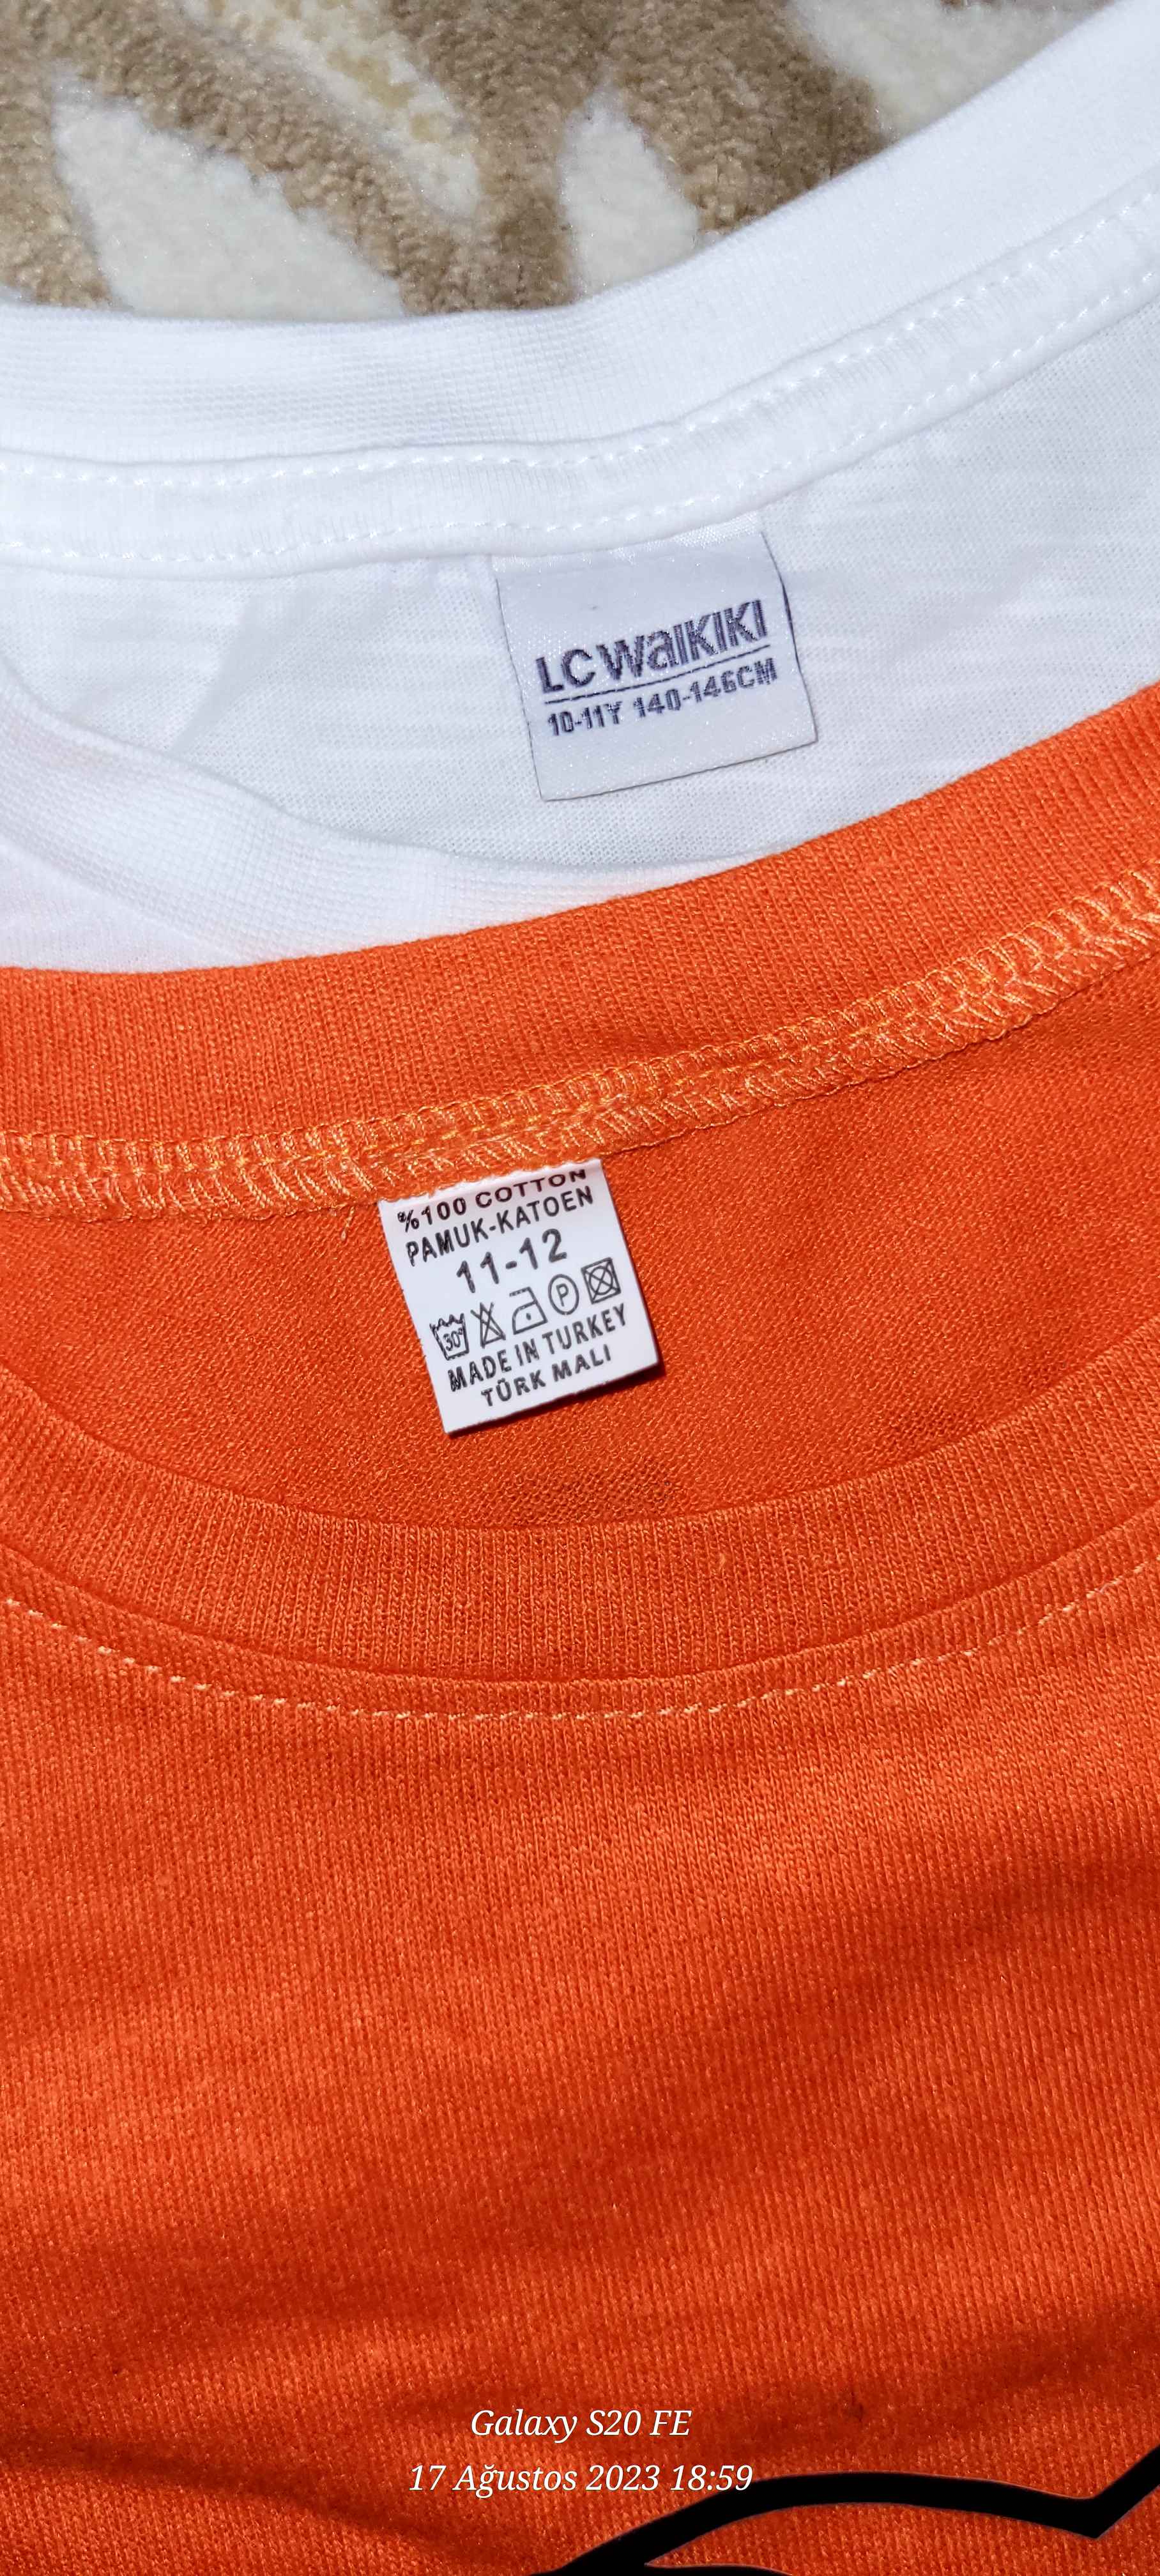 LC WAIKIKI
10-11Y 140-146CM
%100 COTTON
PAMUK-KATOEN
11-12
30°
P
MADE IN TURKEY
TÜRK MALI
Galaxy S20 FE
17 Ağustos 2023 18:59